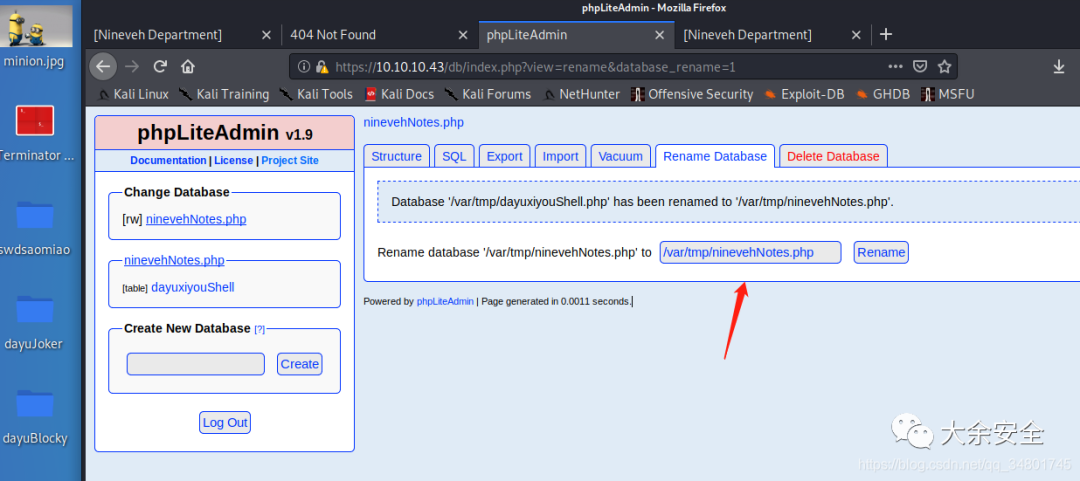 phpLiteAdmin - Mozilla Firefox
[Nineveh Department]
404 Not Found
phpLiteAdmin
[Nineveh Department]
https://10.10.10.43/db/index.php?view=rename&database_rename=1
Kali Linux
Kali Training
Kali Tools
Kali Docs
Kali Forums
NetHunter
Offensive Security
Exploit-DB
GHDB
MSFU
minion.jpg
Terminator ...
swdsaomiao
dayuJoker
dayuBlocky
phpLiteAdmin v1.9
Documentation | License | Project Site
Change Database
[rw] ninevehNotes.php
ninevehNotes.php
[table] dayuxiyouShell
Create New Database [?]
Create
Log Out
ninevehNotes.php
Structure
SQL
Export
Import
Vacuum
Rename Database
Delete Database
Database '/var/tmp/dayuxiyouShell.php' has been renamed to '/var/tmp/ninevehNotes.php'.
Rename database '/var/tmp/ninevehNotes.php' to /var/tmp/ninevehNotes.php Rename
Powered by phpLiteAdmin | Page generated in 0.0011 seconds.
大余安全
https://blog.csdn.net/qq_34801745